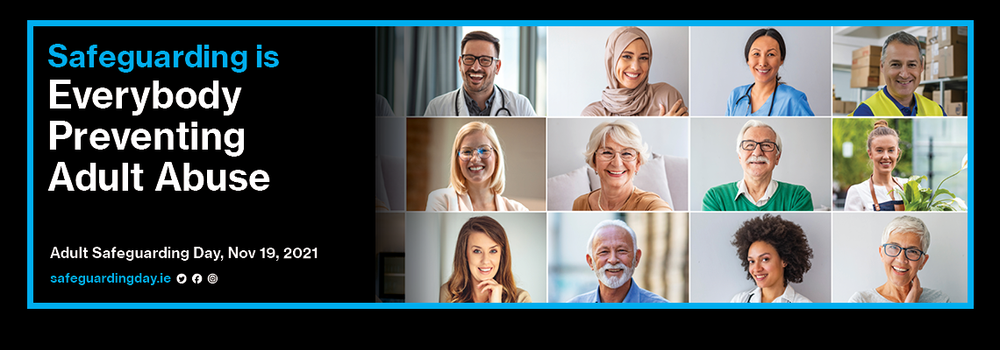 Safeguarding is
Everybody
Preventing
Adult Abuse
Adult Safeguarding Day, Nov 19, 2021
safeguardingday.ie